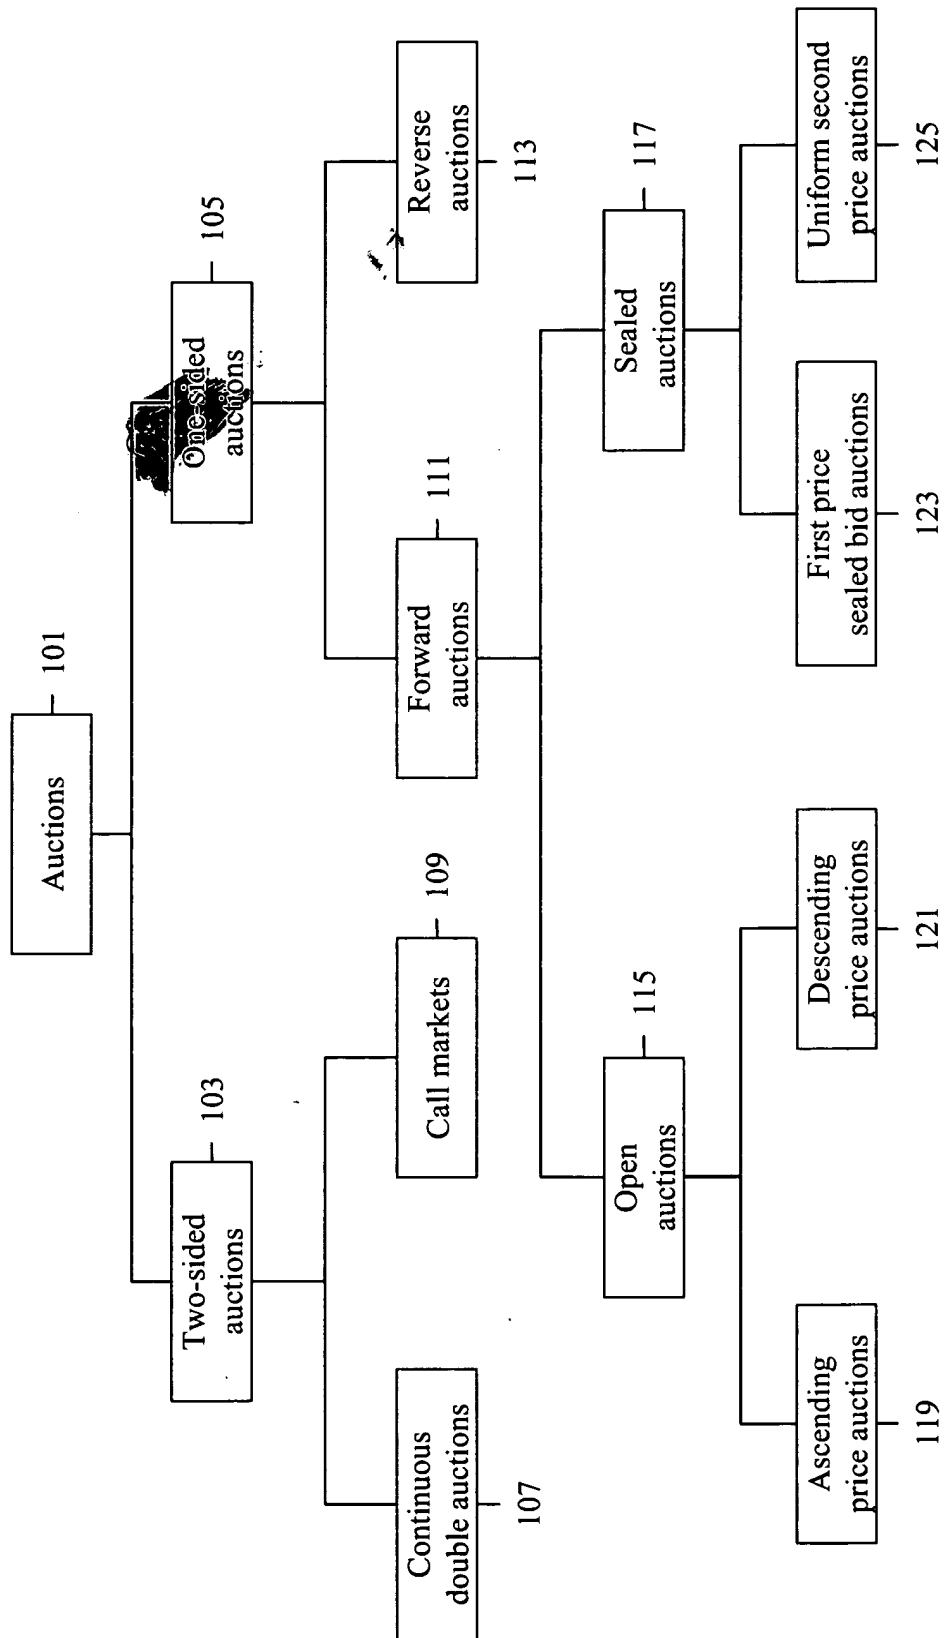 Auctions
101
Two-sided
auctions
103
One-sided
auctions
105
Continuous
double auctions
107
Call markets
109
Forward
auctions
111
Reverse
auctions
113
Open
auctions
115
Sealed
auctions
117
Ascending
price auctions
119
Descending
price auctions
121
First price
sealed bid auctions
123
Uniform second
price auctions
125